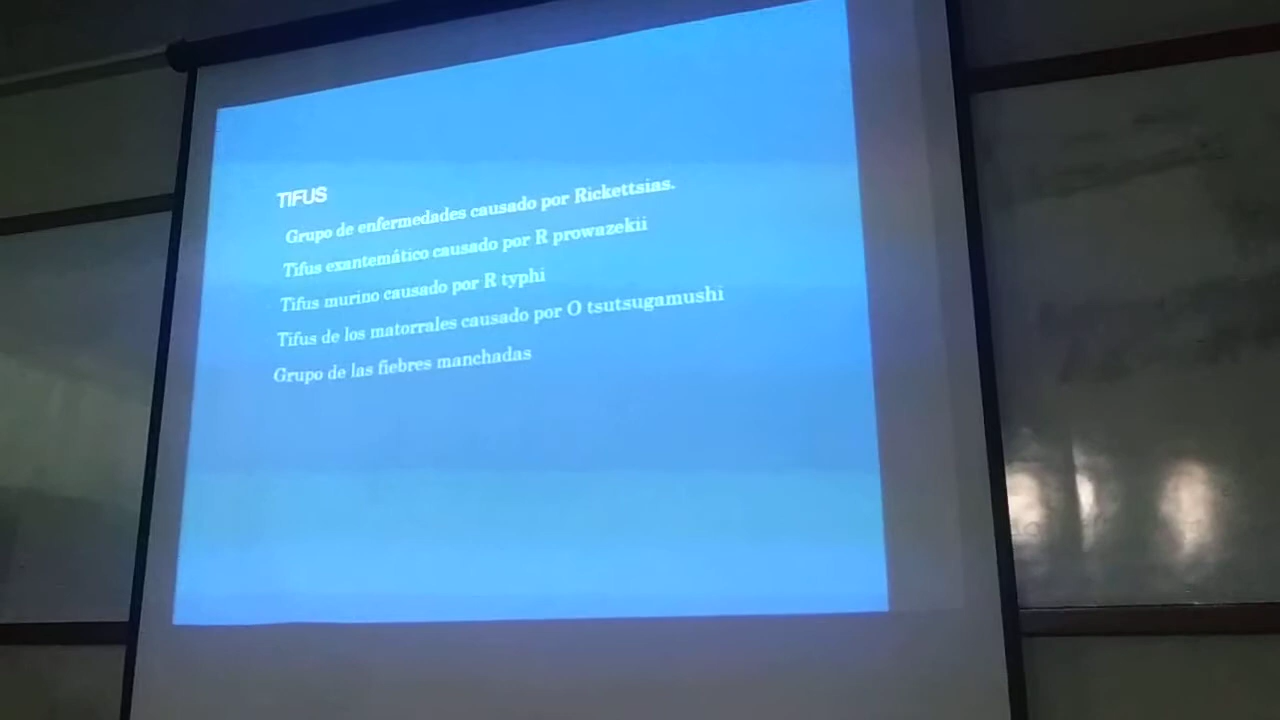 TIFUS
Grupo de enfermedades causado por Rickettsias.
Tifus exantemático causado por R prowazekii
Tifus murino causado por R typhi
Tifus de los matorrales causado por O tsutsugamushi
Grupo de las fiebres manchadas